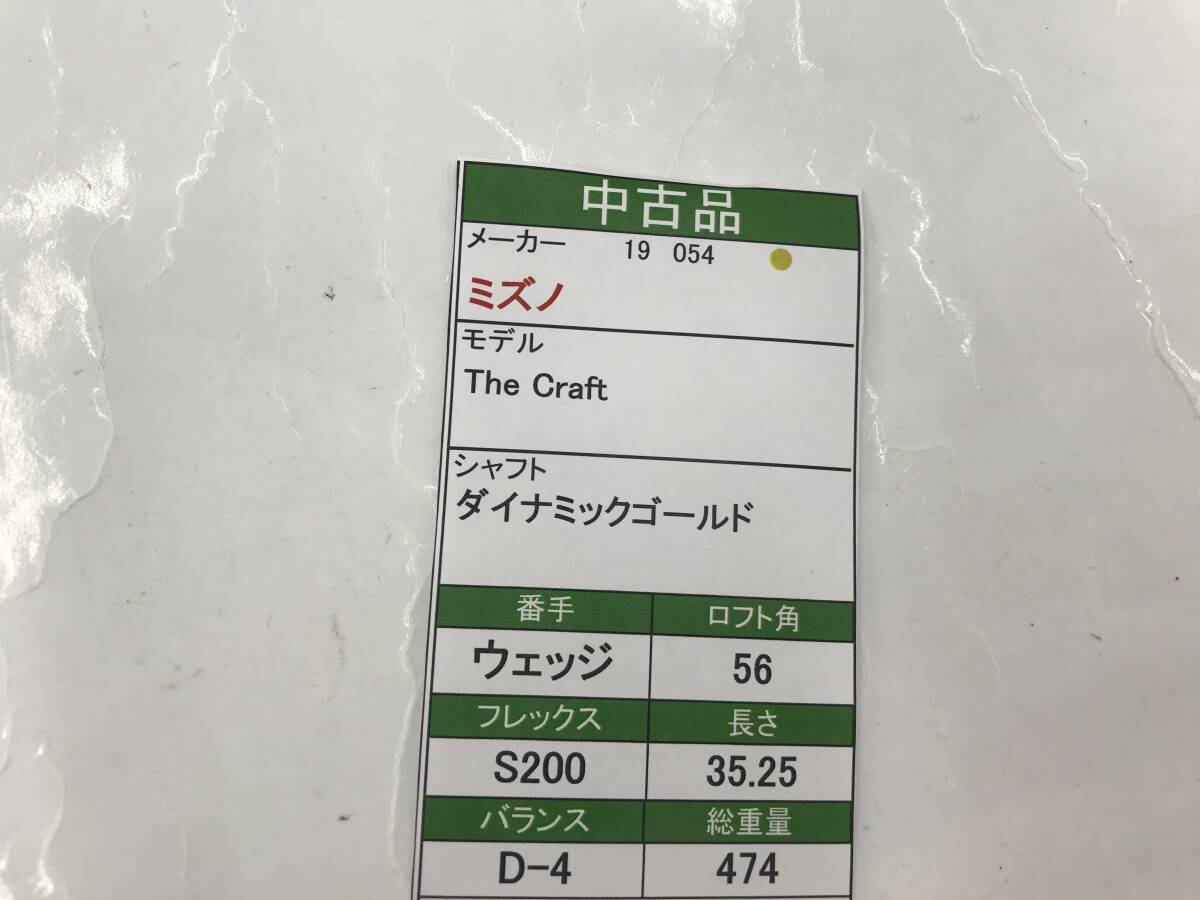 中古品
メーカー 19 054
ミズノ
モデル
The Craft
シャフト
ダイナミックゴールド
番手 ロフト角
ウェッジ 56
フレックス 長さ
S200 35.25
バランス 総重量
D-4 474